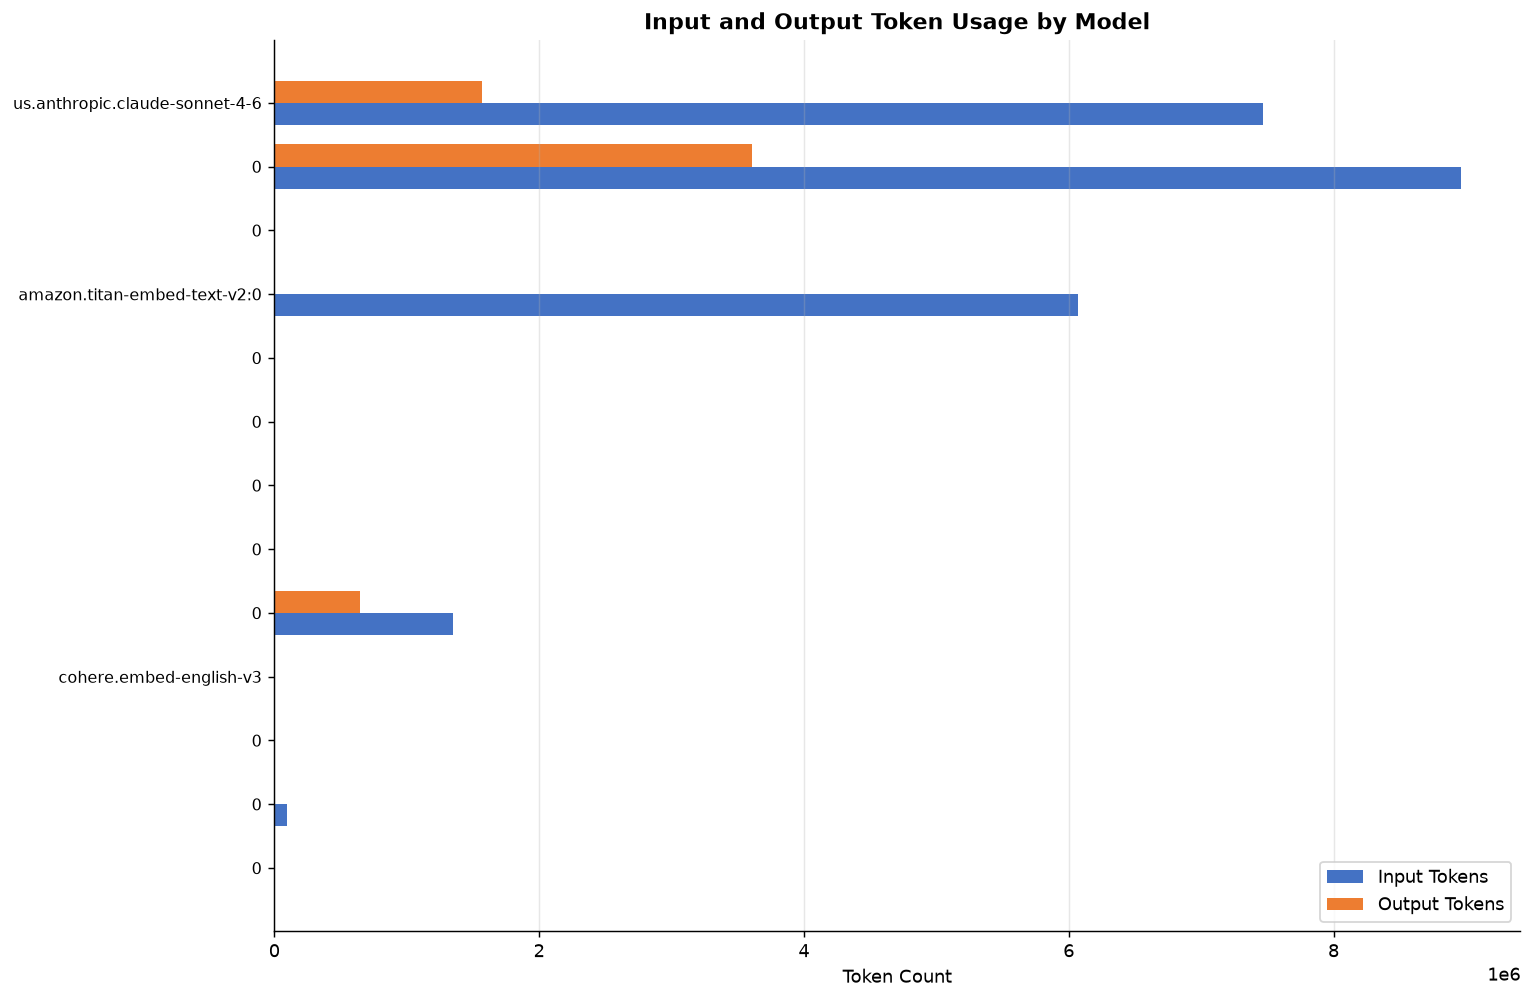 Input and Output Token Usage by Model
us.anthropic.claude-sonnet-4-6
0
0
amazon.titan-embed-text-v2:0
0
0
0
0
0
cohere.embed-english-v3
0
0
0
Input Tokens
Output Tokens
0 2 4 6 8
1e6
Token Count